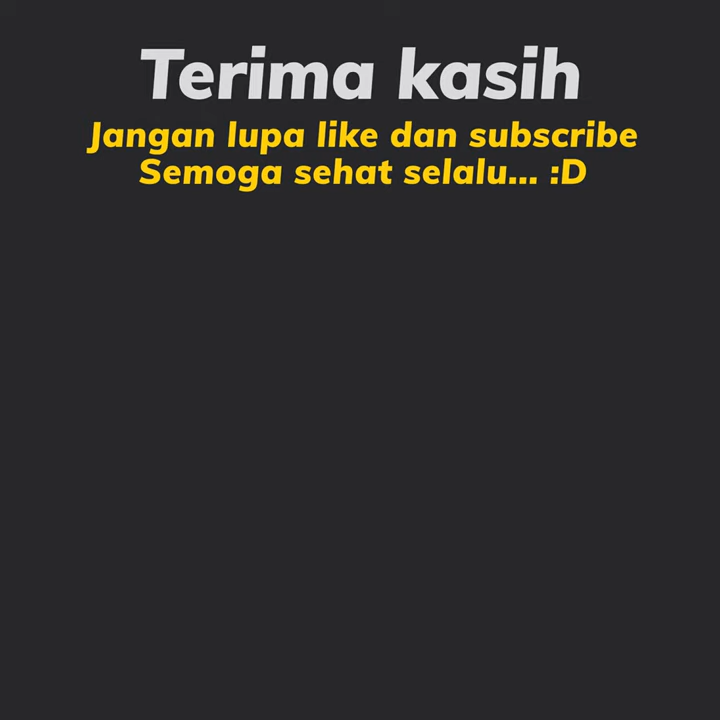 Terima kasih
Jangan lupa like dan subscribe
Semoga sehat selalu... :D